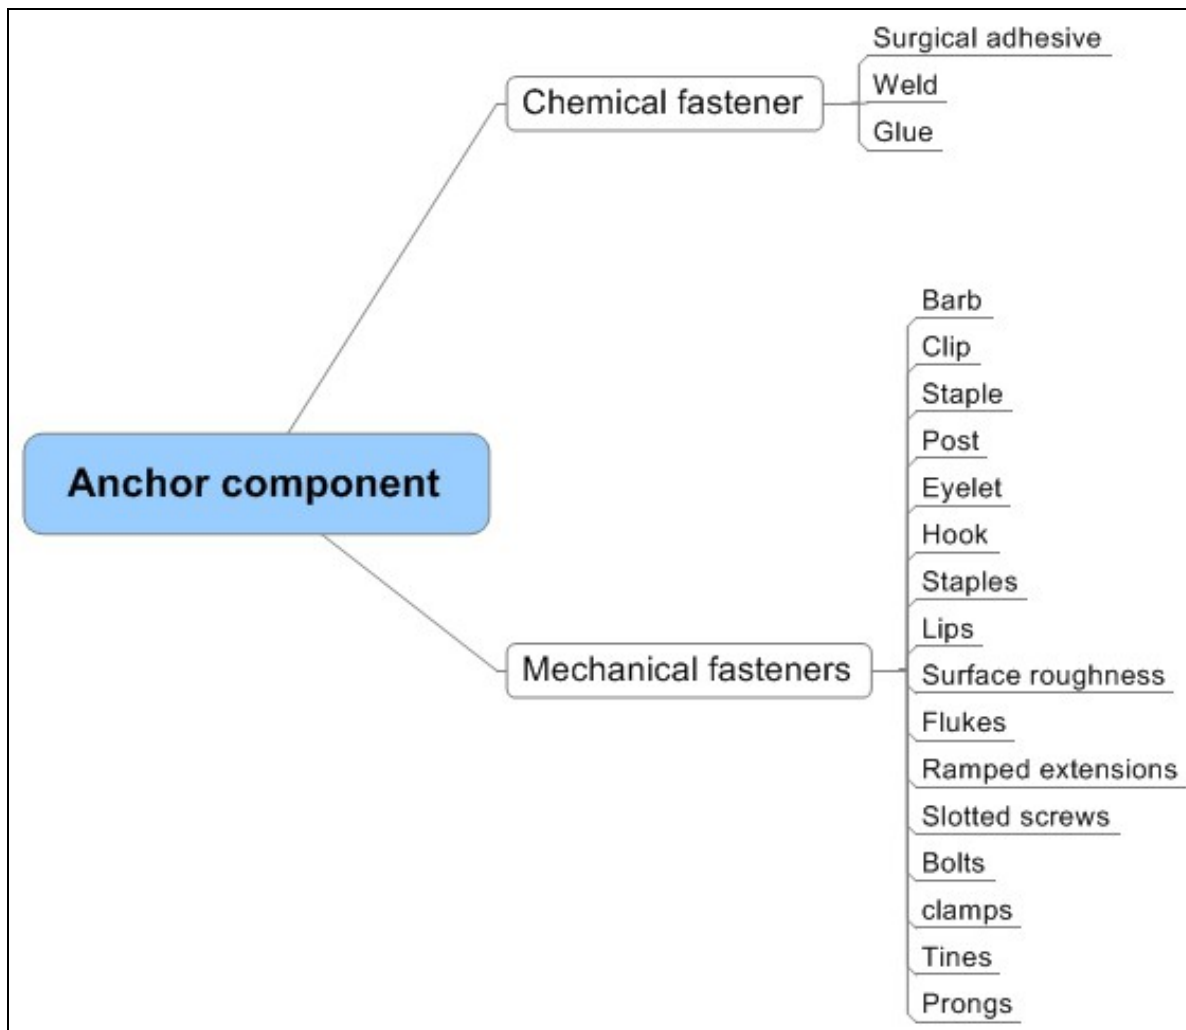 Surgical adhesive
Chemical fastener
Weld
Glue
Anchor component
Mechanical fasteners
Barb
Clip
Staple
Post
Eyelet
Hook
Staples
Lips
Surface roughness
Flukes
Ramped extensions
Slotted screws
Bolts
clamps
Tines
Prongs